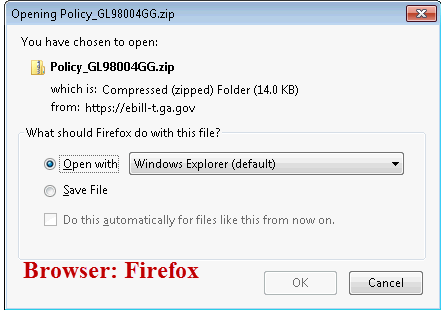 Opening Policy_GL98004GG.zip
You have chosen to open:
Policy_GL98004GG.zip
which is: Compressed (zipped) Folder (14.0 KB)
from: https://ebill-t.ga.gov
What should Firefox do with this file?
Open with Windows Explorer (default)
Save File
Do this automatically for files like this from now on.
Browser: Firefox
OK Cancel